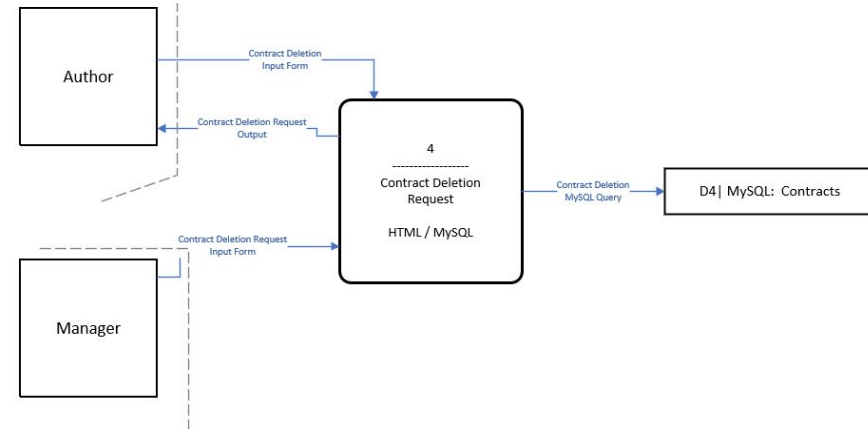 Author
Contract Deletion
Input Form
Contract Deletion Request
Output
4
------------------
Contract Deletion
Request
HTML / MySQL
Contract Deletion
MySQL Query
D4| MySQL: Contracts
Contract Deletion Request
Input Form
Manager